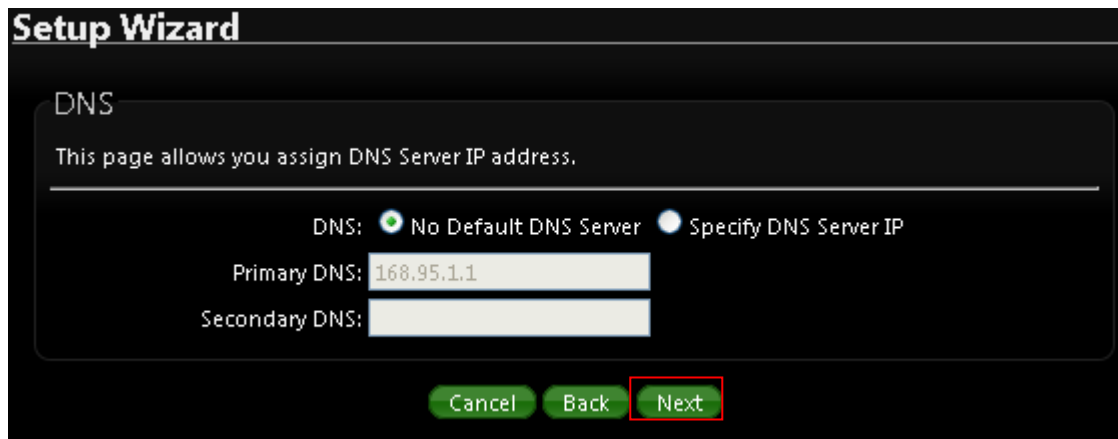 Setup Wizard
DNS
This page allows you assign DNS Server IP address.
DNS: No Default DNS Server Specify DNS Server IP
Primary DNS: 168.95.1.1
Secondary DNS:
Cancel Back Next